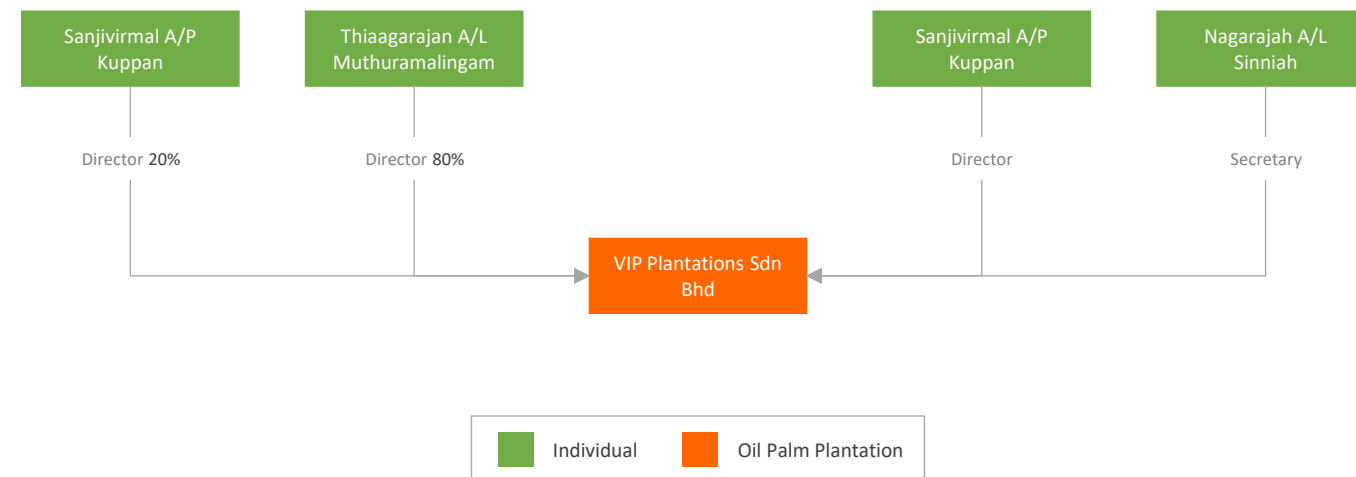 Sanjivirmal A/P
Kuppan
Thiaagarajan A/L
Muthuramalingam
Sanjivirmal A/P
Kuppan
Nagarajah A/L
Sinniah
Director 20%
Director 80%
Director
Secretary
VIP Plantations Sdn
Bhd
Individual
Oil Palm Plantation